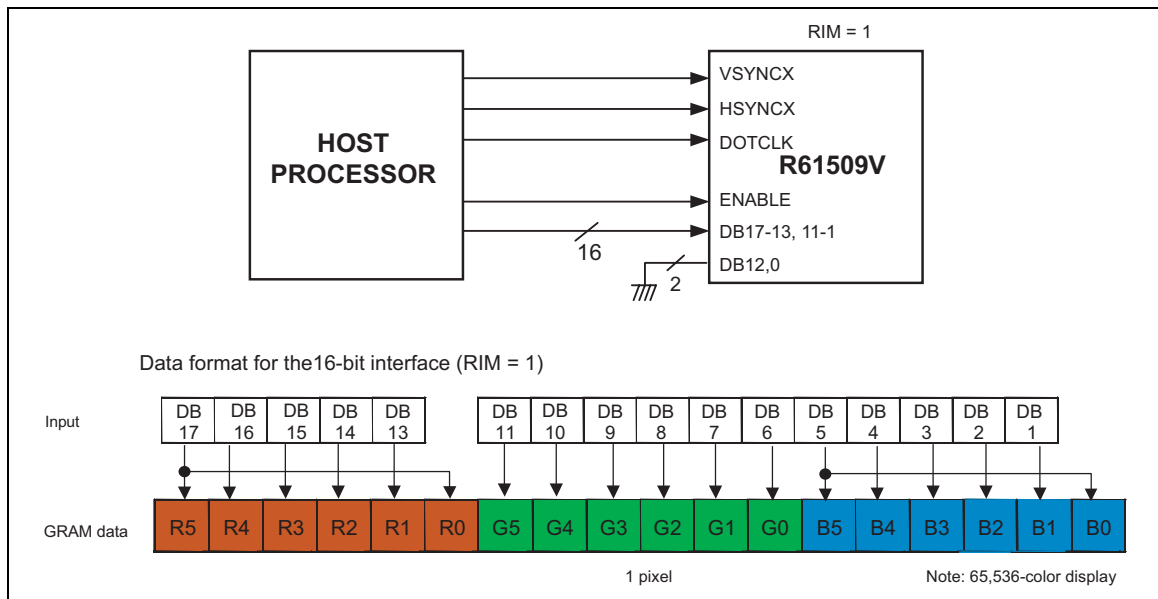 RIM = 1
HOST
PROCESSOR
VSYNCX
HSYNCX
DOTCLK
R61509V
ENABLE
DB17-13, 11-1
16
DB12,0
2
Data format for the16-bit interface (RIM = 1)
Input
DB 17 DB 16 DB 15 DB 14 DB 13 DB 11 DB 10 DB 9 DB 8 DB 7 DB 6 DB 5 DB 4 DB 3 DB 2 DB 1
GRAM data
R5 R4 R3 R2 R1 R0 G5 G4 G3 G2 G1 G0 B5 B4 B3 B2 B1 B0
1 pixel
Note: 65,536-color display